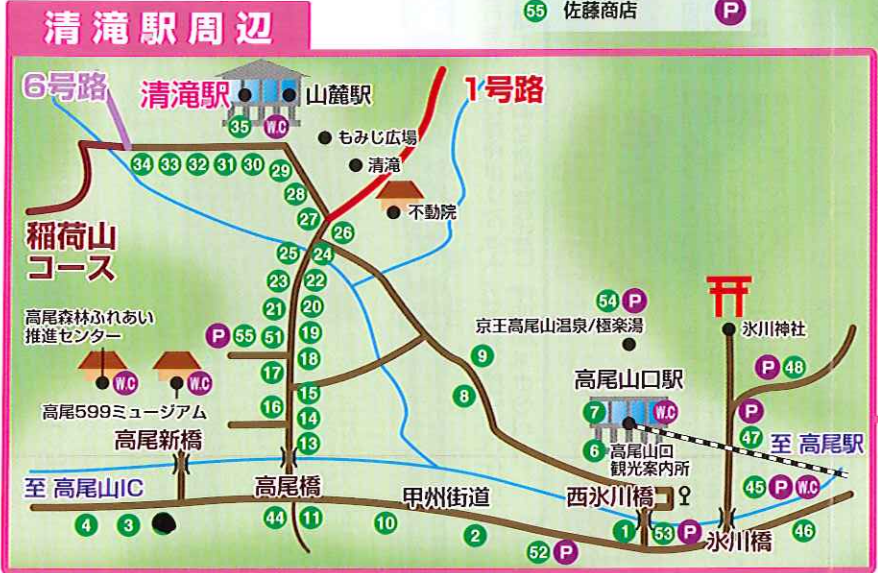 55 佐藤商店 P
清滝駅周辺
6号路
清滝駅
山麓駅
1号路
35 W.C
もみじ広場
清滝
34 33 32 31 30 29
28
27
不動院
26
稲荷山
コース
25 24
23 22
21 20
高尾森林ふれあい
推進センター
P 55 51 19
18
W.C
W.C
高尾599ミュージアム
17
15
16
14
13
9
8
54 P
京王高尾山温泉/極楽湯
氷川神社
P 48
高尾山口駅
7 W.C
P
47
至 高尾駅
6 高尾山口
観光案内所
高尾新橋
至 高尾山IC
高尾橋
甲州街道
西氷川橋
45 P W.C
4 3
44 11
10
2
52 P
1 53 P
氷川橋
46